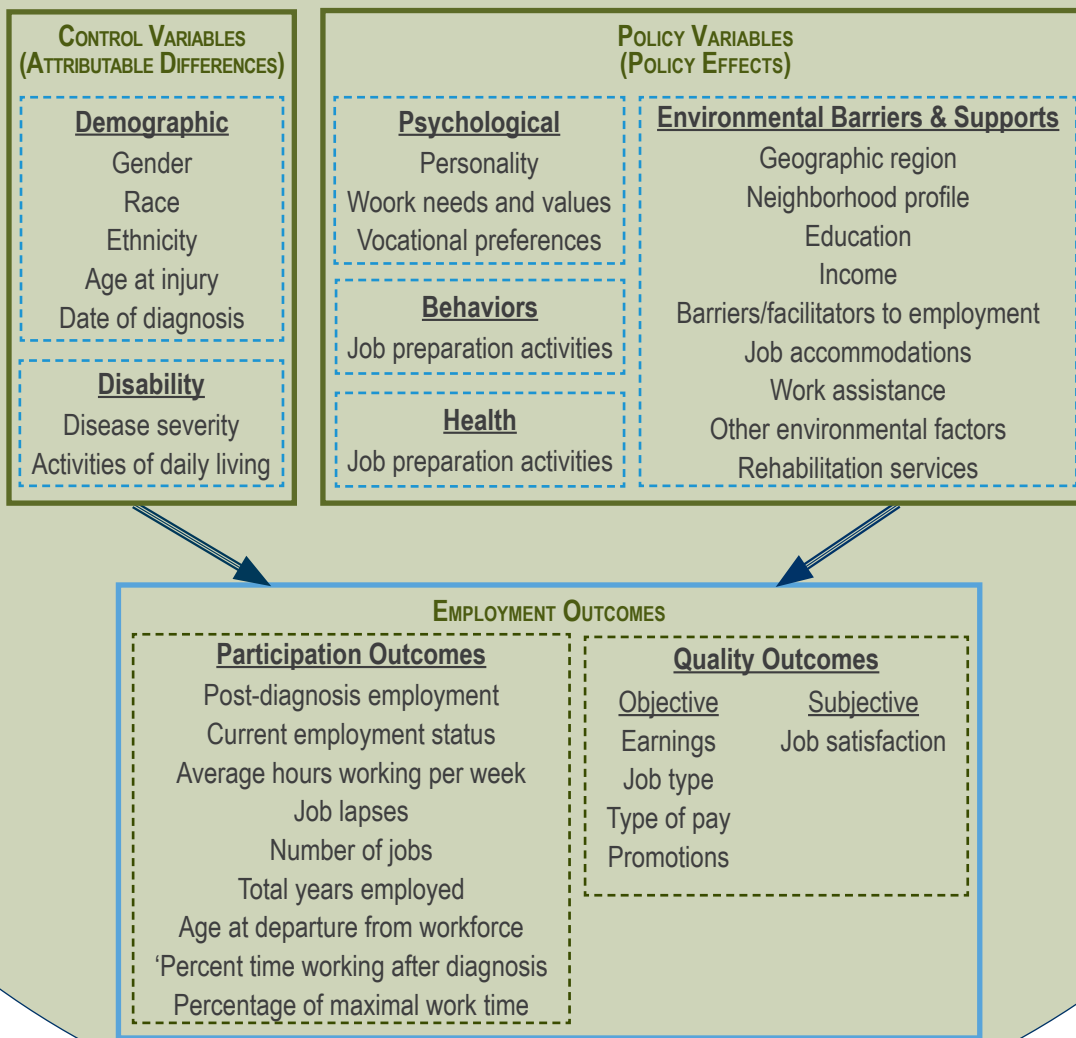 CONTROL VARIABLES
(ATTRIBUTABLE DIFFERENCES)
Demographic
Gender
Race
Ethnicity
Age at injury
Date of diagnosis
Disability
Disease severity
Activities of daily living
POLICY VARIABLES
(POLICY EFFECTS)
Psychological
Personality
Woork needs and values
Vocational preferences
Behaviors
Job preparation activities
Health
Job preparation activities
Environmental Barriers & Supports
Geographic region
Neighborhood profile
Education
Income
Barriers/facilitators to employment
Job accommodations
Work assistance
Other environmental factors
Rehabilitation services
EMPLOYMENT OUTCOMES
Participation Outcomes
Post-diagnosis employment
Current employment status
Average hours working per week
Job lapses
Number of jobs
Total years employed
Age at departure from workforce
‘Percent time working after diagnosis
Percentage of maximal work time
Quality Outcomes
Objective
Earnings
Job type
Type of pay
Promotions
Subjective
Job satisfaction